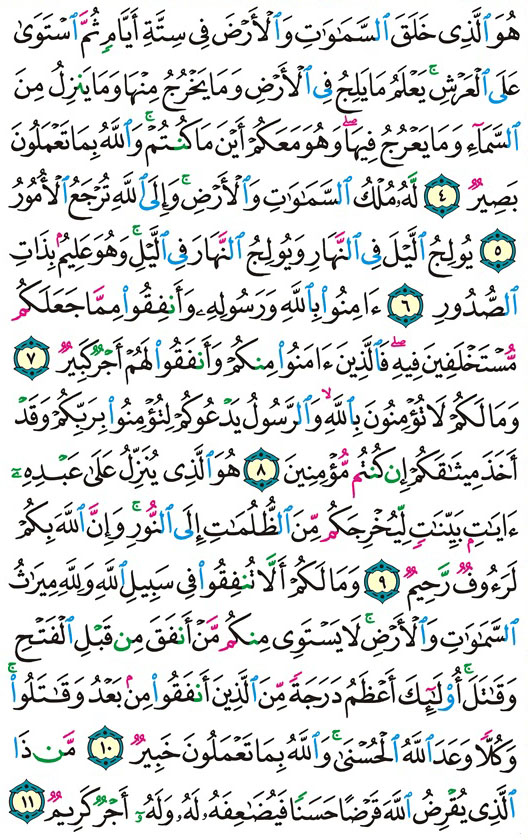 هُوَ ٱلَّذِى خَلَقَ ٱلسَّمَـٰوَٰتِ وَٱلْأَرْضَ فِى سِتَّةِ أَيَّامٍ ثُمَّ ٱسْتَوَىٰ
عَلَى ٱلْعَرْشِ ۚ يَعْلَمُ مَا يَلِجُ فِى ٱلْأَرْضِ وَمَا يَخْرُجُ مِنْهَا وَمَا يَنزِلُ مِنَ
ٱلسَّمَآءِ وَمَا يَعْرُجُ فِيهَا ۖ وَهُوَ مَعَكُمْ أَيْنَ مَا كُنتُمْ ۚ وَٱللَّهُ بِمَا تَعْمَلُونَ
بَصِيرٌ ٤ لَّهُۥ مُلْكُ ٱلسَّمَـٰوَٰتِ وَٱلْأَرْضِ ۚ وَإِلَى ٱللَّهِ تُرْجَعُ ٱلْأُمُورُ
٥ يُولِجُ ٱلَّيْلَ فِى ٱلنَّهَارِ وَيُولِجُ ٱلنَّهَارَ فِى ٱلَّيْلِ ۚ وَهُوَ عَلِيمٌۢ بِذَاتِ
ٱلصُّدُورِ ٦ ءَامِنُوا۟ بِٱللَّهِ وَرَسُولِهِۦ وَأَنفِقُوا۟ مِمَّا جَعَلَكُم
مُّسْتَخْلَفِينَ فِيهِ ۖ فَٱلَّذِينَ ءَامَنُوا۟ مِنكُمْ وَأَنفَقُوا۟ لَهُمْ أَجْرٌ كَبِيرٌ ٧
وَمَا لَكُمْ لَا تُؤْمِنُونَ بِٱللَّهِ ۙ وَٱلرَّسُولُ يَدْعُوكُمْ لِتُؤْمِنُوا۟ بِرَبِّكُمْ وَقَدْ
أَخَذَ مِيثَـٰقَكُمْ إِن كُنتُم مُّؤْمِنِينَ ٨ هُوَ ٱلَّذِى يُنَزِّلُ عَلَىٰ عَبْدِهِۦٓ
ءَايَـٰتٍۭ بَيِّنَـٰتٍ لِّيُخْرِجَكُم مِّنَ ٱلظُّلُمَـٰتِ إِلَى ٱلنُّورِ ۚ وَإِنَّ ٱللَّهَ بِكُمْ
لَرَءُوفٌ رَّحِيمٌ ٩ وَمَا لَكُمْ أَلَّا تُنفِقُوا۟ فِى سَبِيلِ ٱللَّهِ وَلِلَّهِ مِيرَٰثُ
ٱلسَّمَـٰوَٰتِ وَٱلْأَرْضِ ۚ لَا يَسْتَوِى مِنكُم مَّنْ أَنفَقَ مِن قَبْلِ ٱلْفَتْحِ
وَقَـٰتَلَ ۚ أُو۟لَـٰٓئِكَ أَعْظَمُ دَرَجَةً مِّنَ ٱلَّذِينَ أَنفَقُوا۟ مِنۢ بَعْدُ وَقَـٰتَلُوا۟ ۚ
وَكُلًّا وَعَدَ ٱللَّهُ ٱلْحُسْنَىٰ ۚ وَٱللَّهُ بِمَا تَعْمَلُونَ خَبِيرٌ ١٠ مَّن ذَا
ٱلَّذِى يُقْرِضُ ٱللَّهَ قَرْضًا حَسَنًا فَيُضَـٰعِفَهُۥ لَهُۥ وَلَهُۥٓ أَجْرٌ كَرِيمٌ ١١